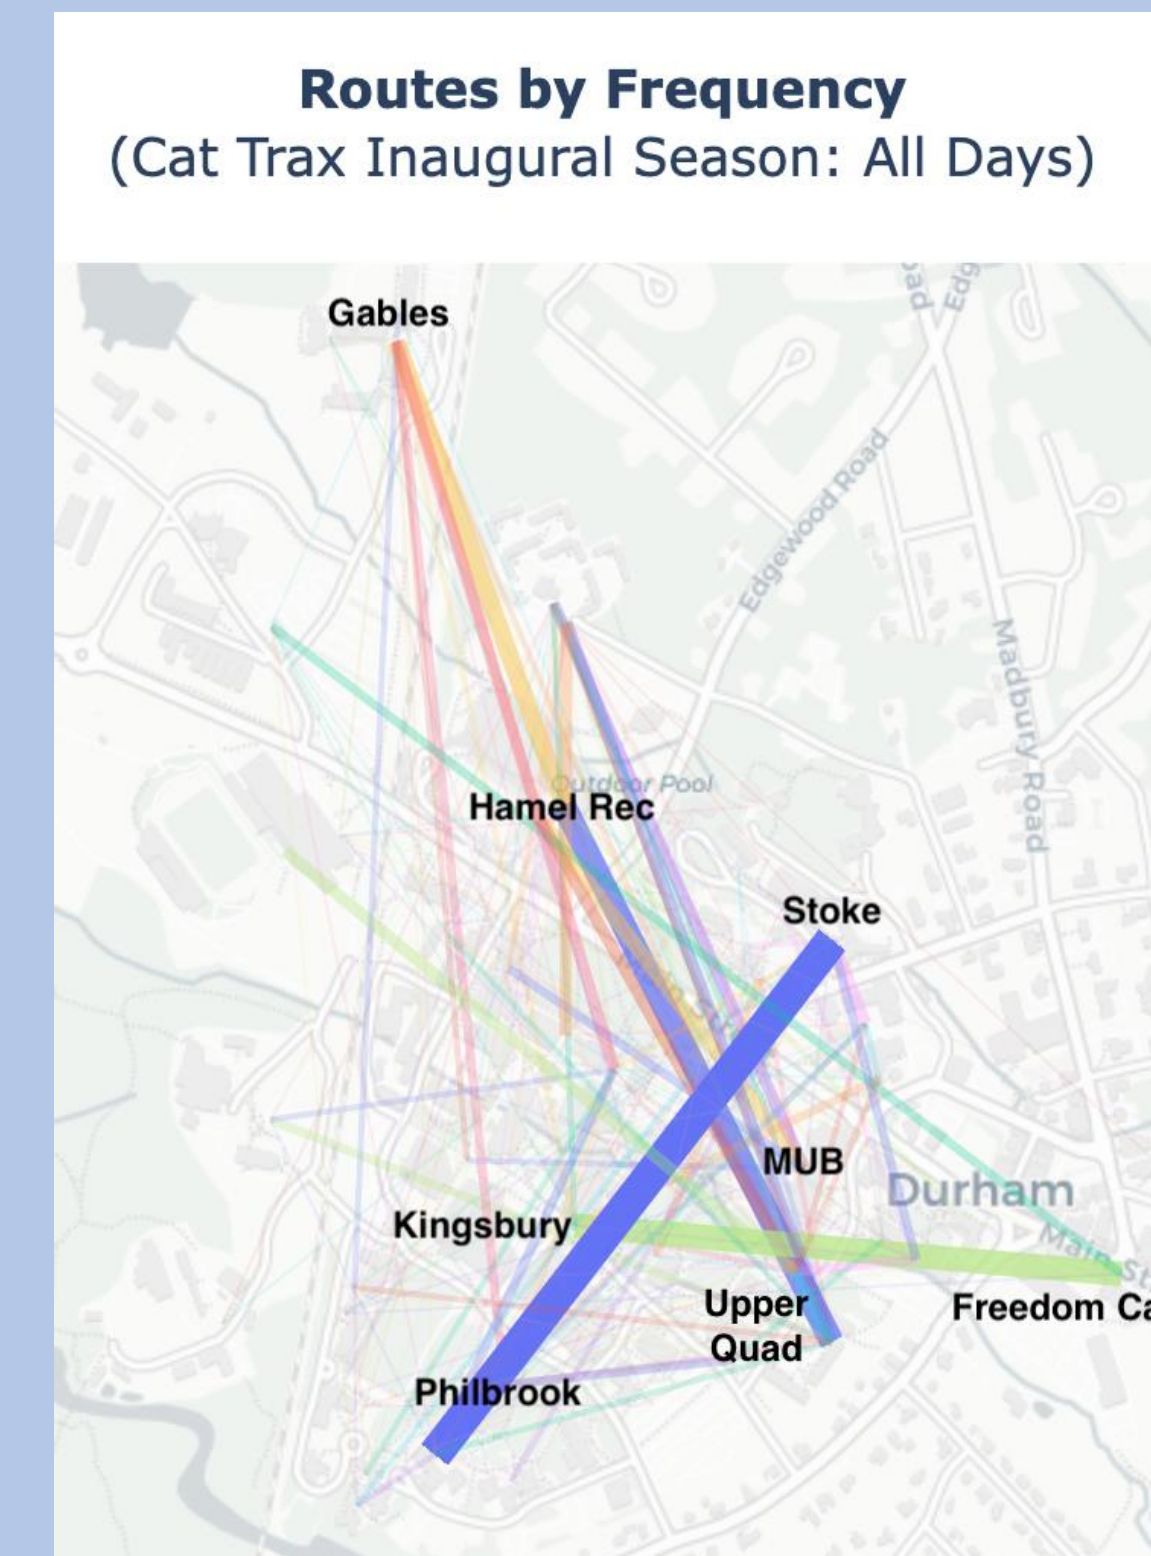 Routes by Frequency
(Cat Trax Inaugural Season: All Days)
Gables
Edgewood Road
Madbury Road
Outdoor Pool
Hamel Rec
Stoke
MUB
Durham
Kingsbury
Main St
Upper
Quad
Freedom Ca
Philbrook